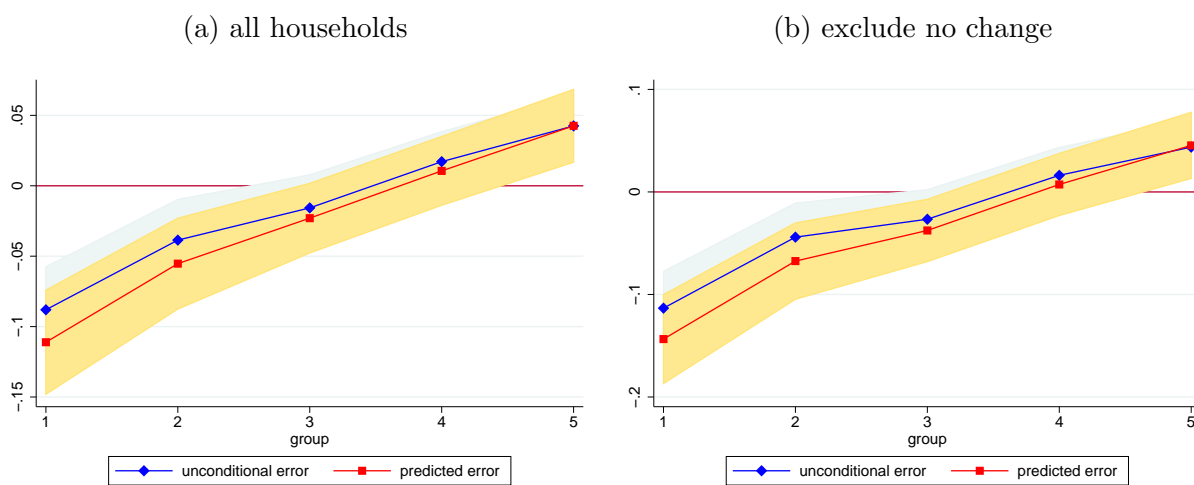 (a) all households
.05
0
-.05
-.1
-.15
1 2 3 4 5
group
unconditional error predicted error
(b) exclude no change
.1
0
-.1
-.2
1 2 3 4 5
group
unconditional error predicted error